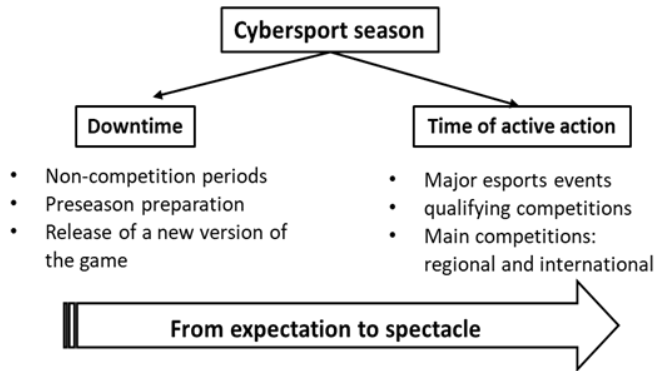 Cybersport season
Downtime
• Non-competition periods
• Preseason preparation
• Release of a new version of
the game
Time of active action
• Major esports events
• qualifying competitions
• Main competitions:
regional and international
From expectation to spectacle